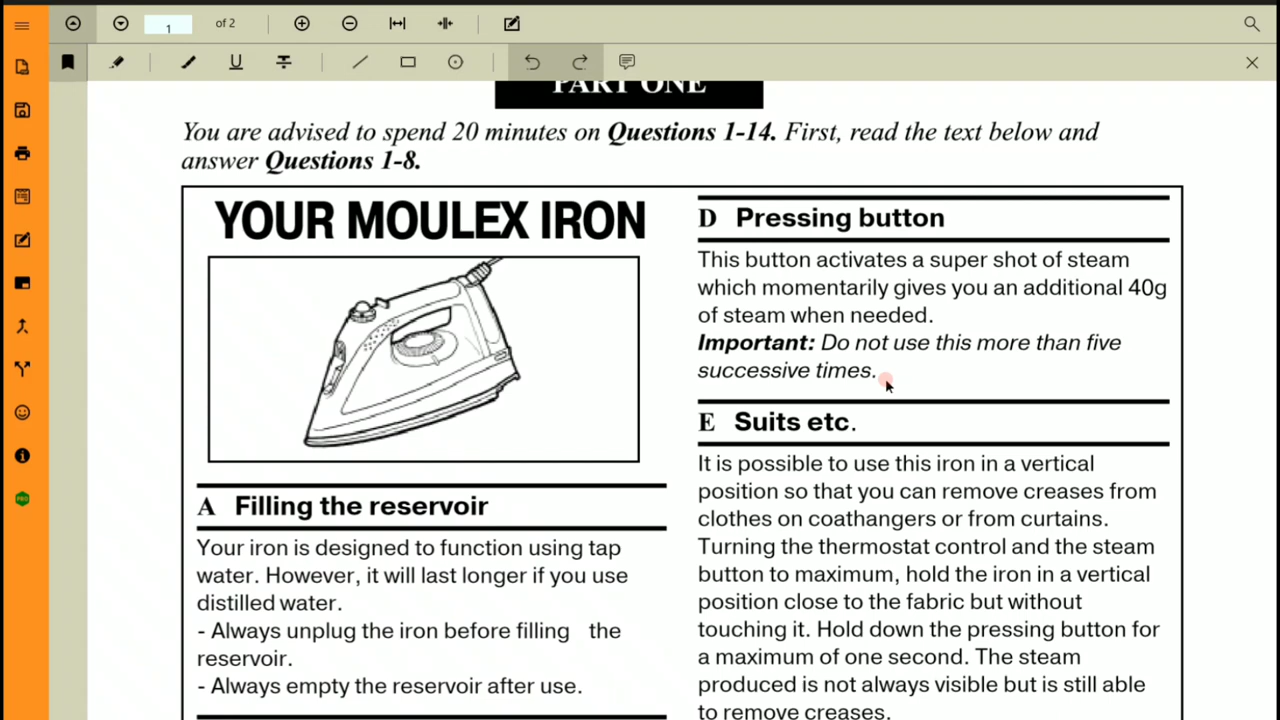 1 of 2
PART ONE
You are advised to spend 20 minutes on Questions 1-14. First, read the text below and
answer Questions 1-8.
YOUR MOULEX IRON
A Filling the reservoir
Your iron is designed to function using tap
water. However, it will last longer if you use
distilled water.
- Always unplug the iron before filling the
reservoir.
- Always empty the reservoir after use.
D Pressing button
This button activates a super shot of steam
which momentarily gives you an additional 40g
of steam when needed.
Important: Do not use this more than five
successive times.
E Suits etc.
It is possible to use this iron in a vertical
position so that you can remove creases from
clothes on coathangers or from curtains.
Turning the thermostat control and the steam
button to maximum, hold the iron in a vertical
position close to the fabric but without
touching it. Hold down the pressing button for
a maximum of one second. The steam
produced is not always visible but is still able
to remove creases.